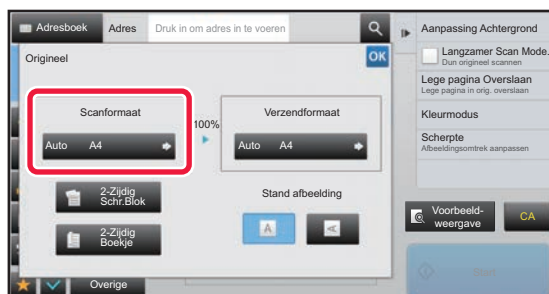 Adresboek Adres Druk in om adres in te voeren
Origineel OK
Scanformaat
Auto A4
100%
Verzendformaat
Auto A4
2-Zijdig
Schr.Blok
2-Zijdig
Boekje
Stand afbeelding
A A
Overige
Aanpassing Achtergrond
Langzamer Scan Mode.
Dun origineel scannen
Lege pagina Overslaan
Lege pagina in orig. overslaan
Kleurmodus
Scherpte
Afbeeldingsomtrek aanpassen
Voorbeeld-
weergave
CA
Start